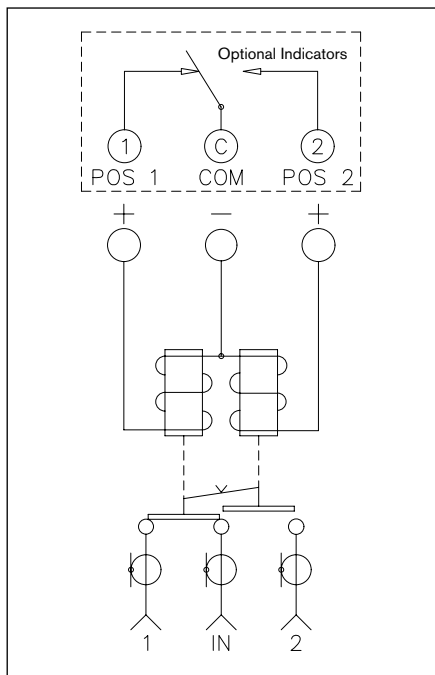 Optional Indicators
1 C 2
POS 1 COM POS 2
+ − +
1 IN 2